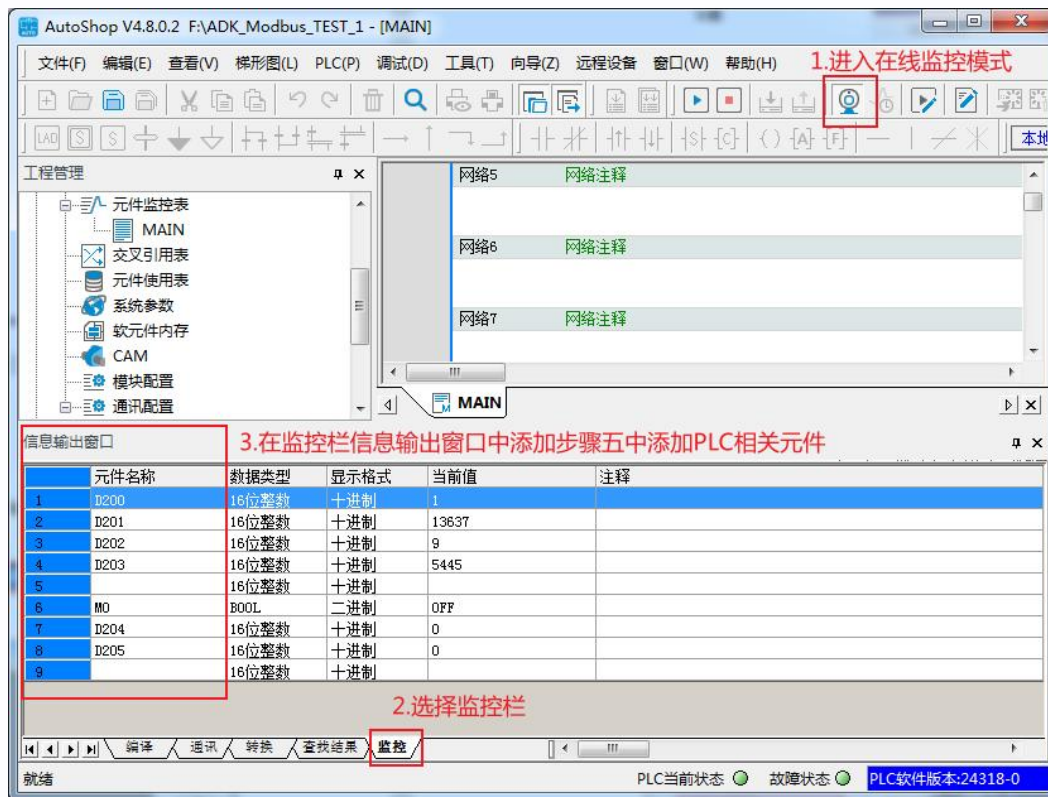 AutoShop V4.8.0.2 F:\ADK_Modbus_TEST_1 - [MAIN]
文件(F) 编辑(E) 查看(V) 梯形图(L) PLC(P) 调试(D) 工具(T) 向导(Z) 远程设备 窗口(W) 帮助(H)
1.进入在线监控模式
LAD
本地
工程管理
元件监控表
MAIN
交叉引用表
元件使用表
系统参数
软元件内存
CAM
模块配置
通讯配置
网络5 网络注释
网络6 网络注释
网络7 网络注释
MAIN
信息输出窗口
3.在监控栏信息输出窗口中添加步骤五中添加PLC相关元件
元件名称 数据类型 显示格式 当前值 注释
1 D200 16位整数 十进制 1
2 D201 16位整数 十进制 13637
3 D202 16位整数 十进制 9
4 D203 16位整数 十进制 5445
5 16位整数 十进制
6 M0 BOOL 二进制 OFF
7 D204 16位整数 十进制 0
8 D205 16位整数 十进制 0
9 16位整数 十进制
2.选择监控栏
编译 通讯 转换 查找结果 监控
就绪 PLC当前状态 故障状态 PLC软件版本:24318-0